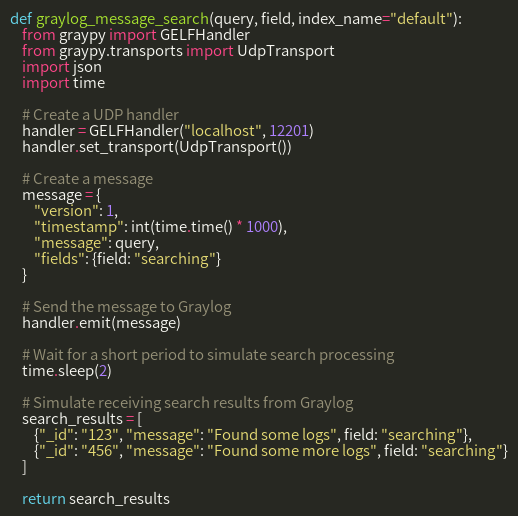 def graylog_message_search(query, field, index_name="default"):
from graypy import GELFHandler
from graypy.transports import UdpTransport
import json
import time
# Create a UDP handler
handler = GELFHandler("localhost", 12201)
handler.set_transport(UdpTransport())
# Create a message
message = {
"version": 1,
"timestamp": int(time.time() * 1000),
"message": query,
"fields": {field: "searching"}
}
# Send the message to Graylog
handler.emit(message)
# Wait for a short period to simulate search processing
time.sleep(2)
# Simulate receiving search results from Graylog
search_results = [
{"_id": "123", "message": "Found some logs", field: "searching"},
{"_id": "456", "message": "Found some more logs", field: "searching"}
]
return search_results